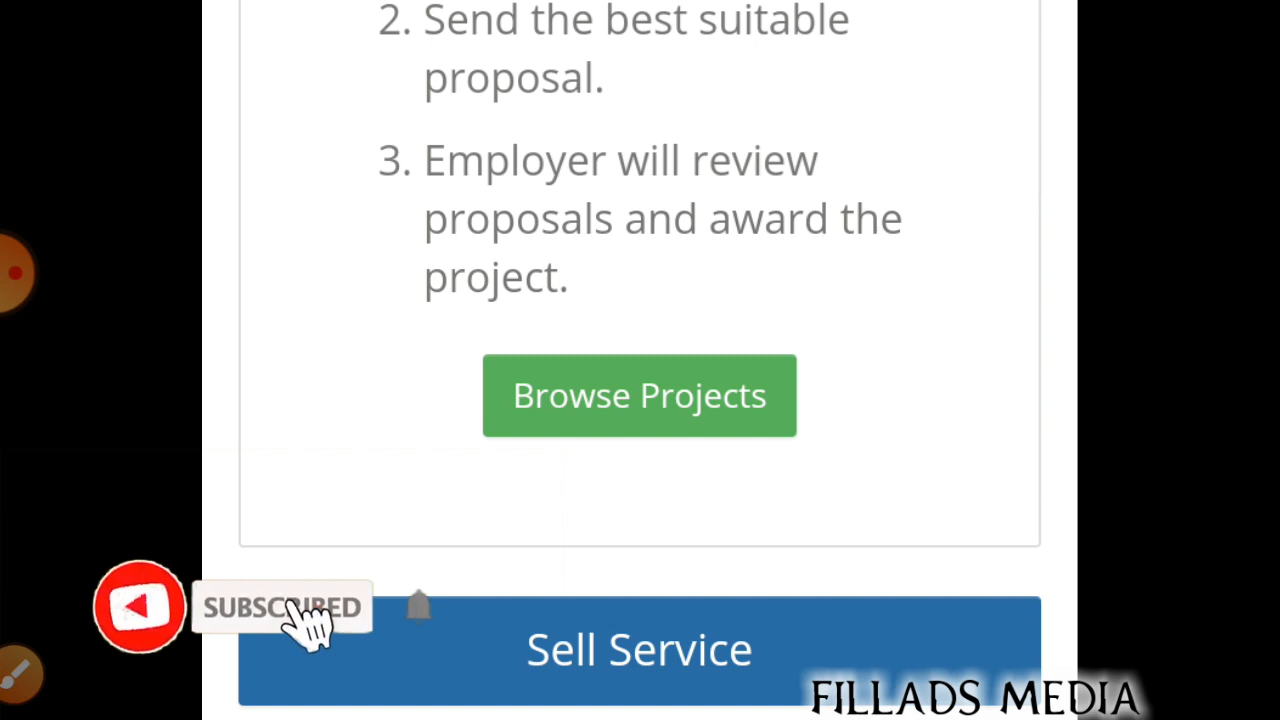 2. Send the best suitable
proposal.
3. Employer will review
proposals and award the
project.
Browse Projects
SUBSCRIBED
Sell Service
FILLADS MEDIA